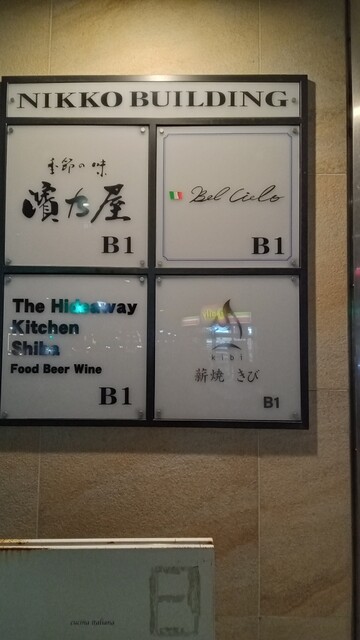 NIKKO BUILDING
季節の味
濱か屋
B1
Bel Cielo
B1
The Hideaway
Kitchen
Shiba
Food Beer Wine
B1
kibi
薪焼 きび
B1
cucina italiana